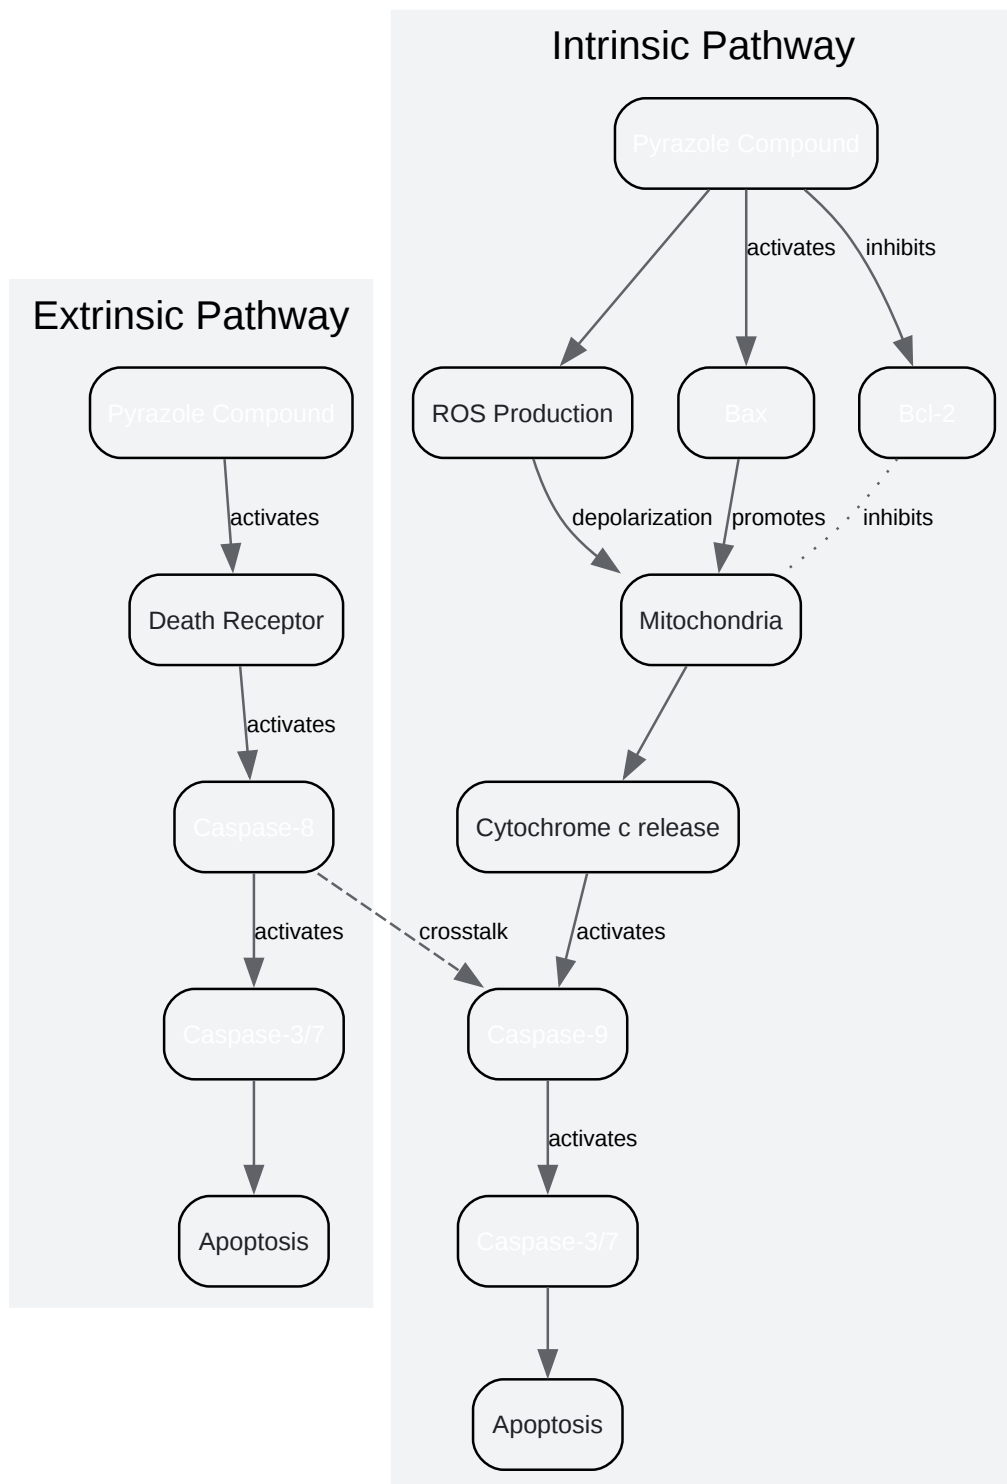 Intrinsic Pathway
Pyrazole Compound
activates
inhibits
ROS Production
Bax
Bcl-2
depolarization
promotes
inhibits
Mitochondria
Cytochrome c release
activates
Caspase-9
activates
Caspase-3/7
Apoptosis
Extrinsic Pathway
Pyrazole Compound
activates
Death Receptor
activates
Caspase-8
activates
crosstalk
Caspase-3/7
Apoptosis